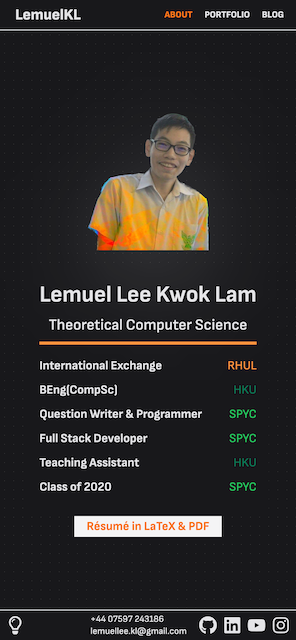 LemuelKL ABOUT PORTFOLIO BLOG
Lemuel Lee Kwok Lam
Theoretical Computer Science
International Exchange RHUL
BEng(CompSc) HKU
Question Writer & Programmer SPYC
Full Stack Developer SPYC
Teaching Assistant HKU
Class of 2020 SPYC
Résumé in LaTeX & PDF
+44 07597 243186
lemuellee.kl@gmail.com